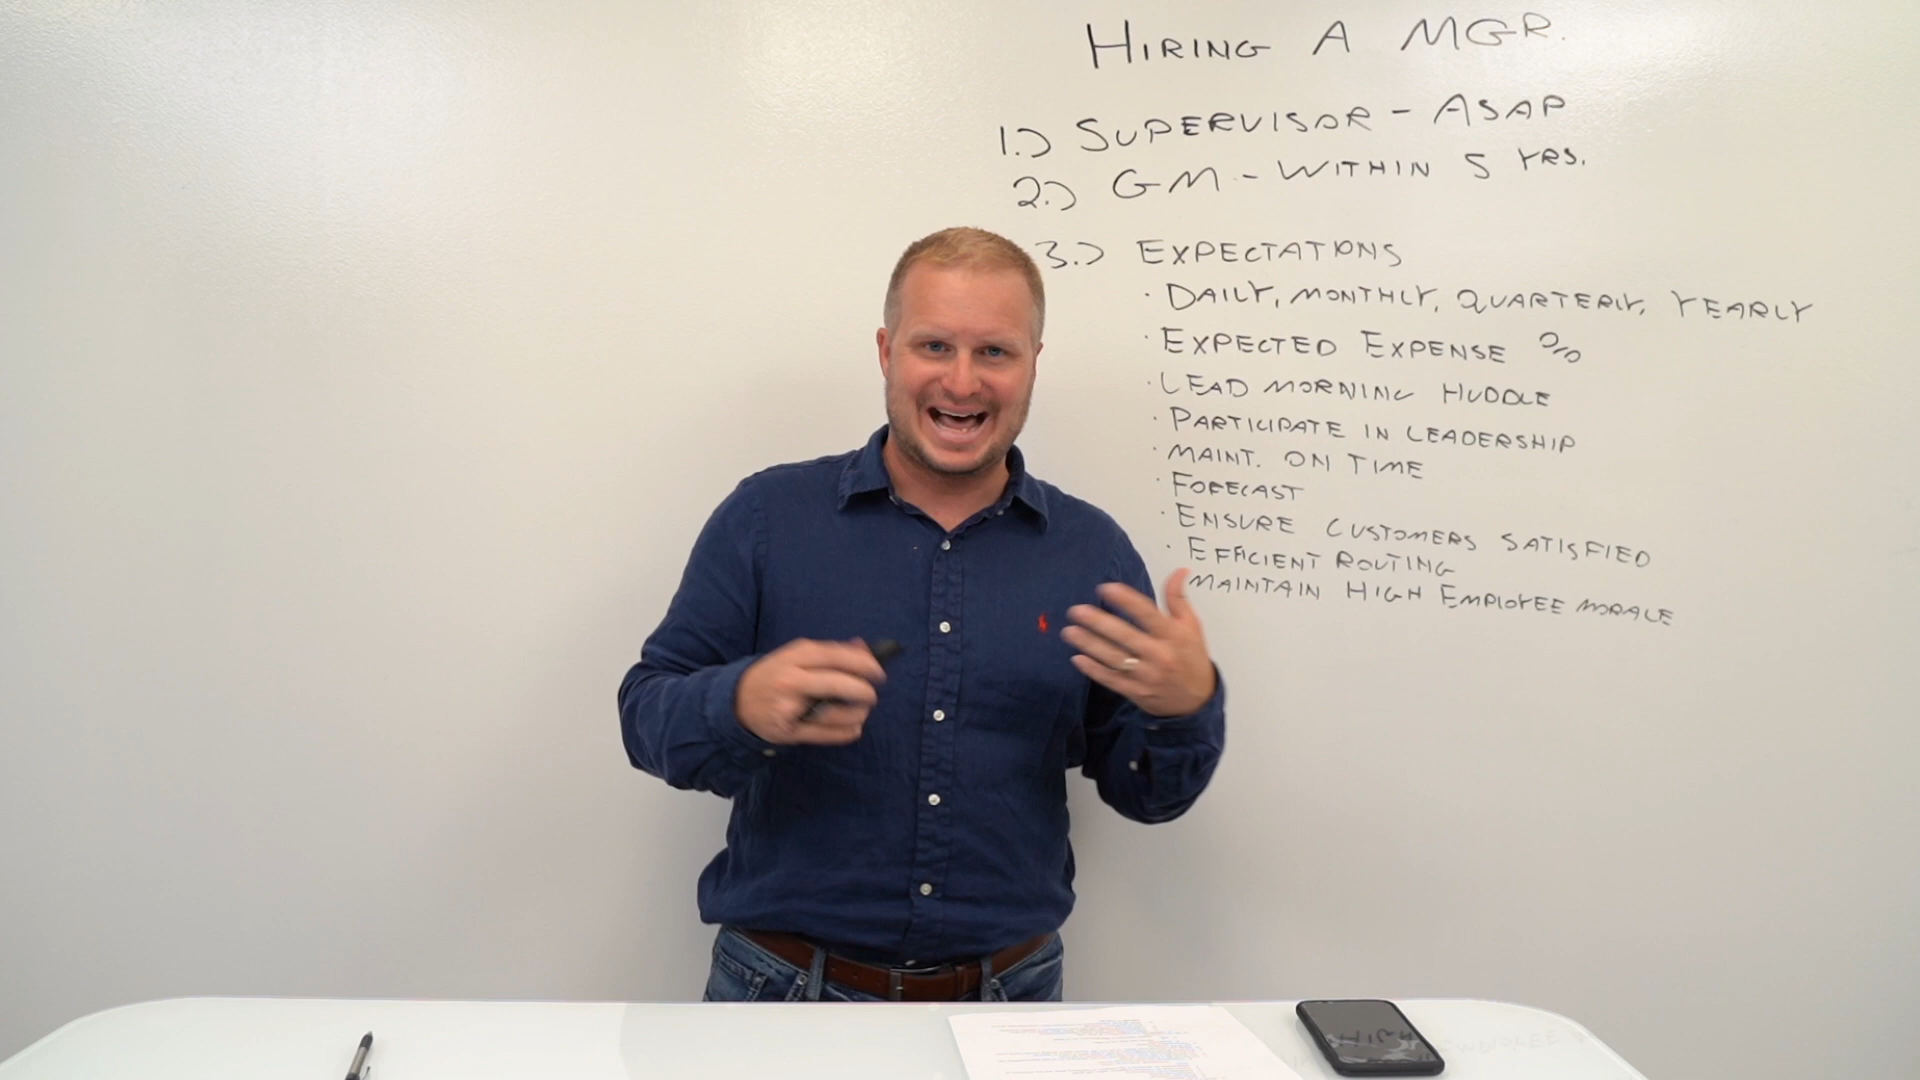 HIRING A MGR.
1.) SUPERVISOR - ASAP
2.) GM - WITHIN 5 YRS.
3.) EXPECTATIONS
· DAILY, MONTHLY, QUARTERLY, YEARLY
· EXPECTED EXPENSE %
· LEAD MORNING HUDDLE
· PARTICIPATE IN LEADERSHIP
· MAINT. ON TIME
· FORECAST
· ENSURE CUSTOMERS SATISFIED
· EFFICIENT ROUTING
MAINTAIN HIGH EMPLOYEE MORALE